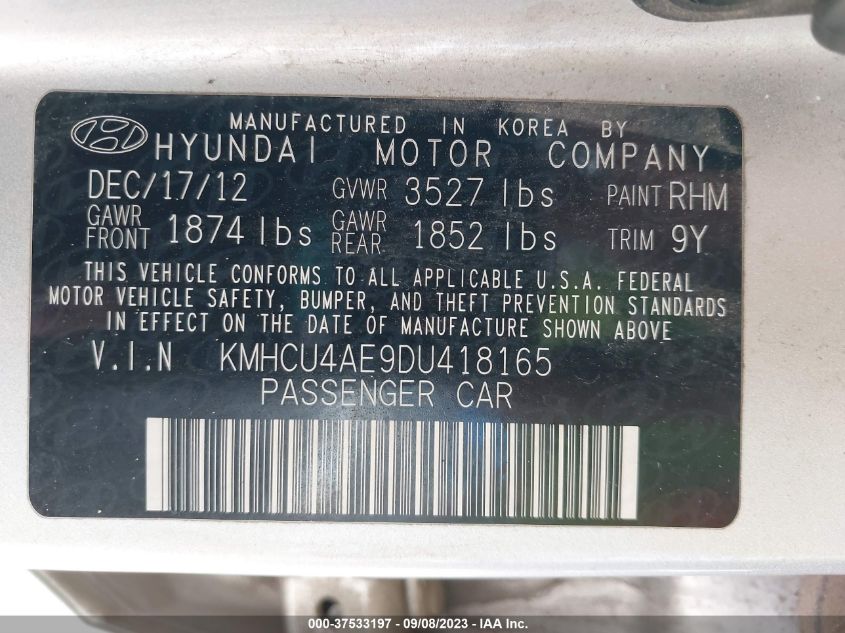 MANUFACTURED IN KOREA BY
HYUNDAI MOTOR COMPANY
DEC/17/12 GVWR 3527 lbs PAINT RHM
GAWR FRONT 1874 lbs GAWR REAR 1852 lbs TRIM 9Y
THIS VEHICLE CONFORMS TO ALL APPLICABLE U.S.A. FEDERAL
MOTOR VEHICLE SAFETY, BUMPER, AND THEFT PREVENTION STANDARDS
IN EFFECT ON THE DATE OF MANUFACTURE SHOWN ABOVE.
V.I.N KMHCU4AE9DU418165
PASSENGER CAR
000-37533197 - 09/08/2023 - IAA Inc.